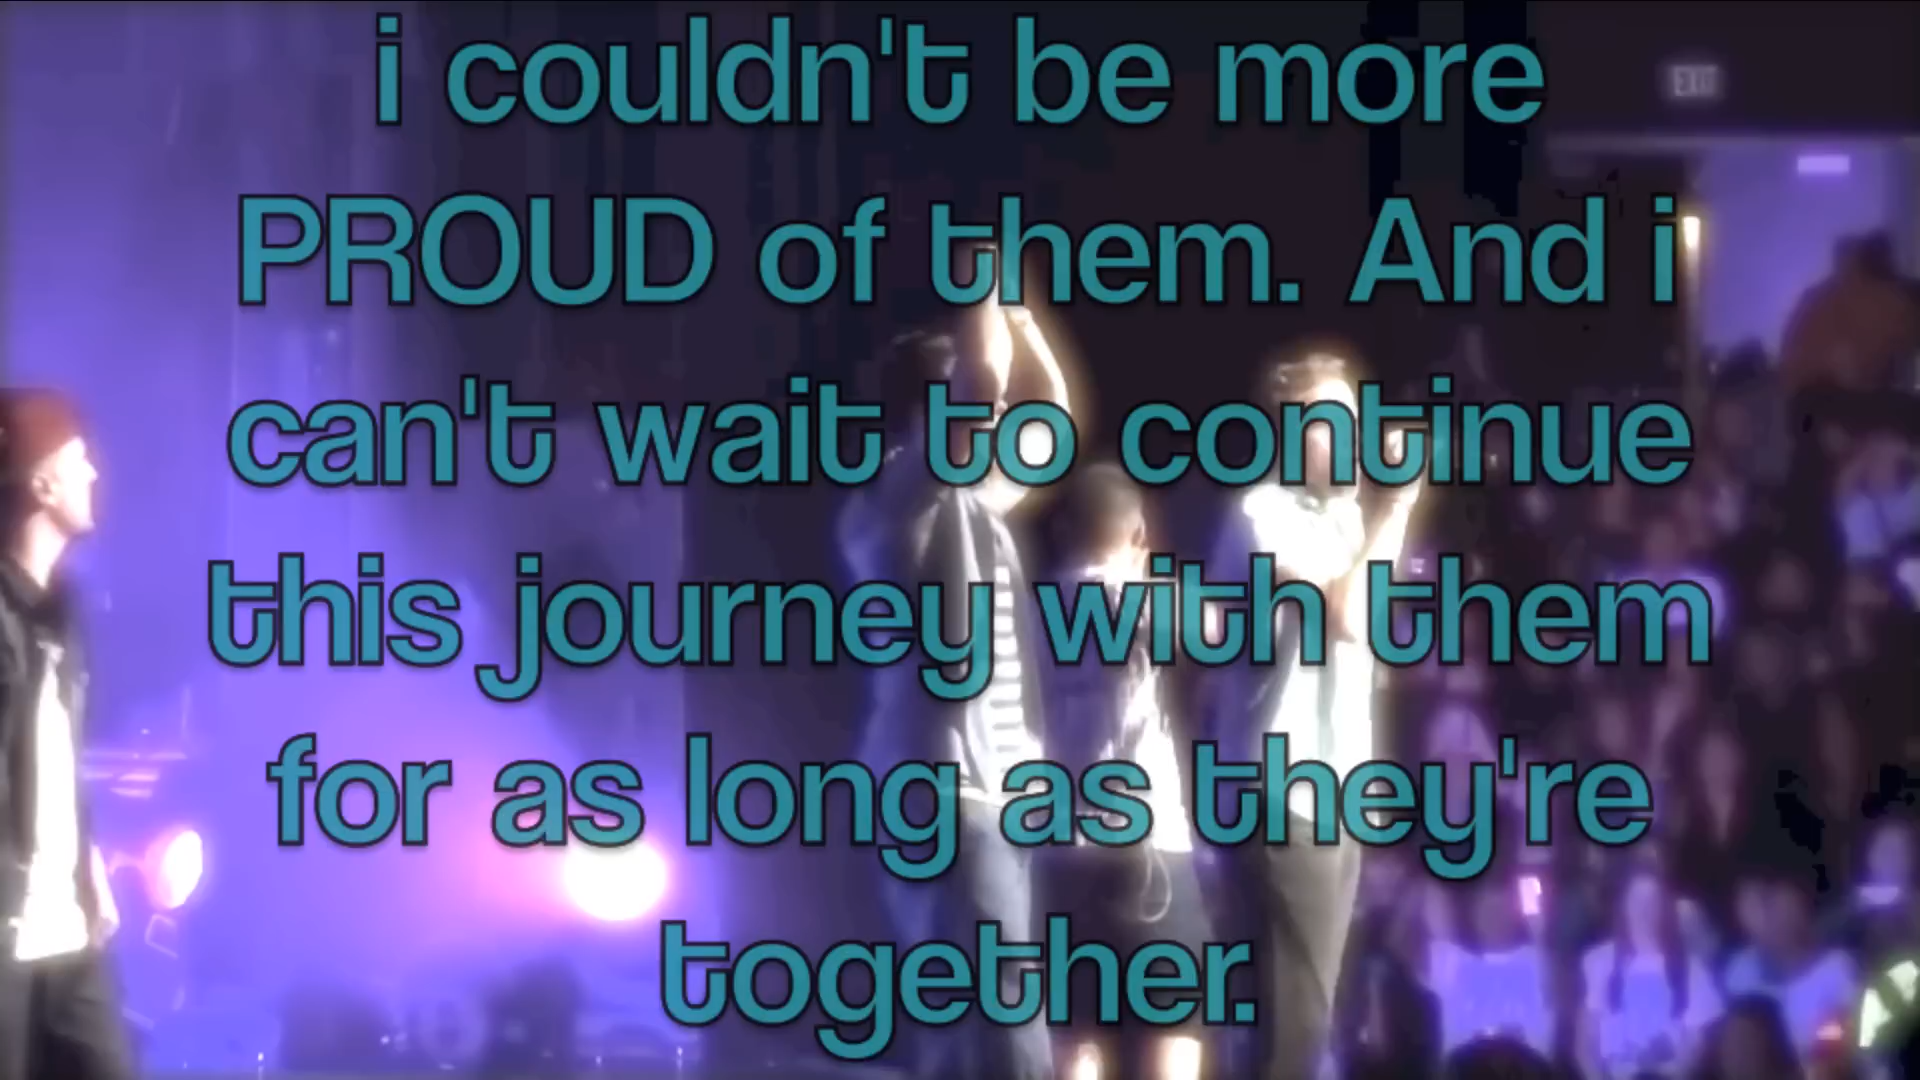 i couldn't be more
PROUD of them. And i
can't wait to continue
this journey with them
for as long as they're
together.
EXIT